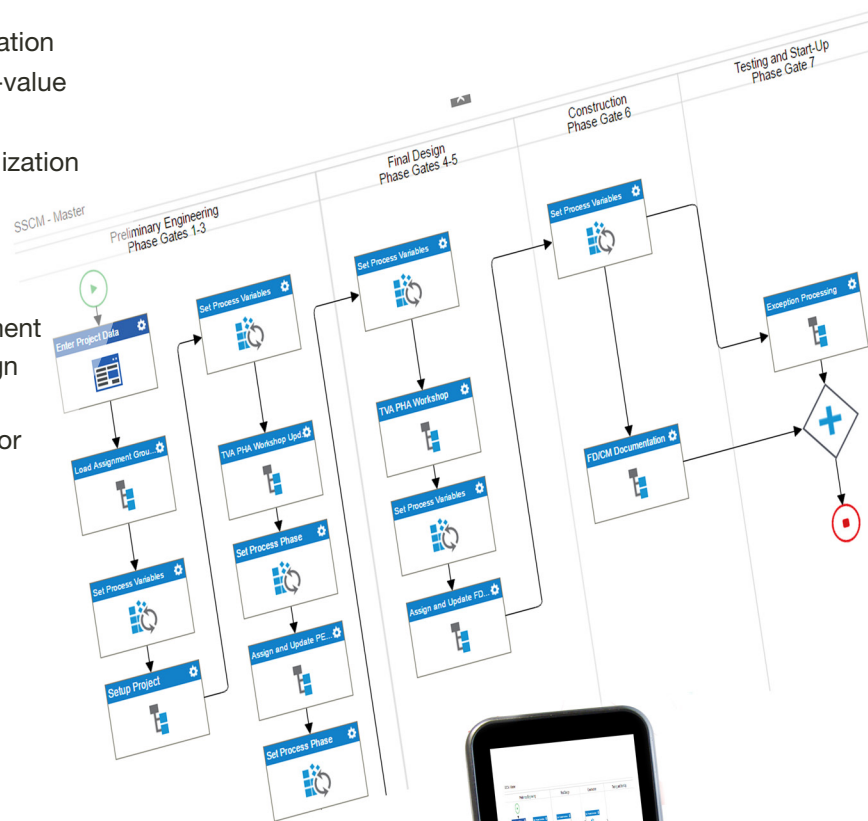 ation
-value
ization
ment
gn
or
SSCM - Master
Preliminary Engineering
Phase Gates 1-3
Final Design
Phase Gates 4-5
Construction
Phase Gate 6
Testing and Start-Up
Phase Gate 7
Enter Project Data
Load Assignment Grou...
Set Process Variables
Setup Project
Set Process Variables
TVA PHA Workshop Upd...
Set Process Phase
Assign and Update PE...
Set Process Phase
Set Process Variables
TVA PHA Workshop
Set Process Variables
Assign and Update FD...
Set Process Variables
FD/CM Documentation
Exception Processing